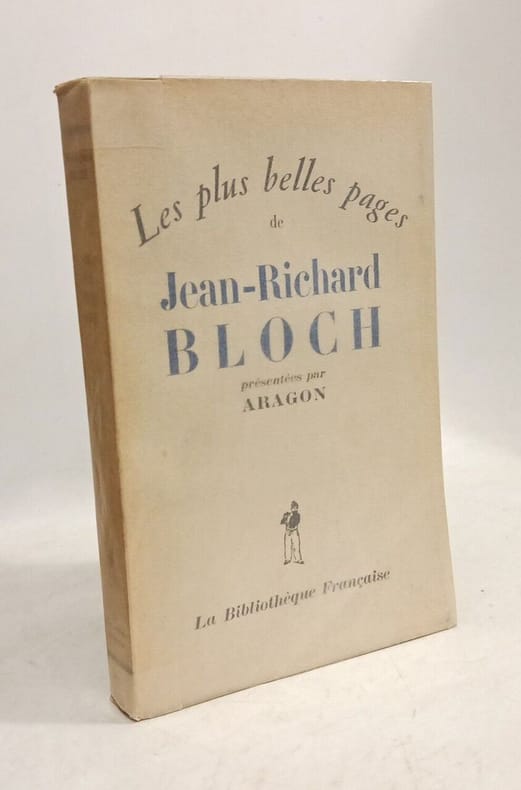 Les plus belles pages
de
Jean-Richard
BLOCH
présentées par
ARAGON
La Bibliothèque Française